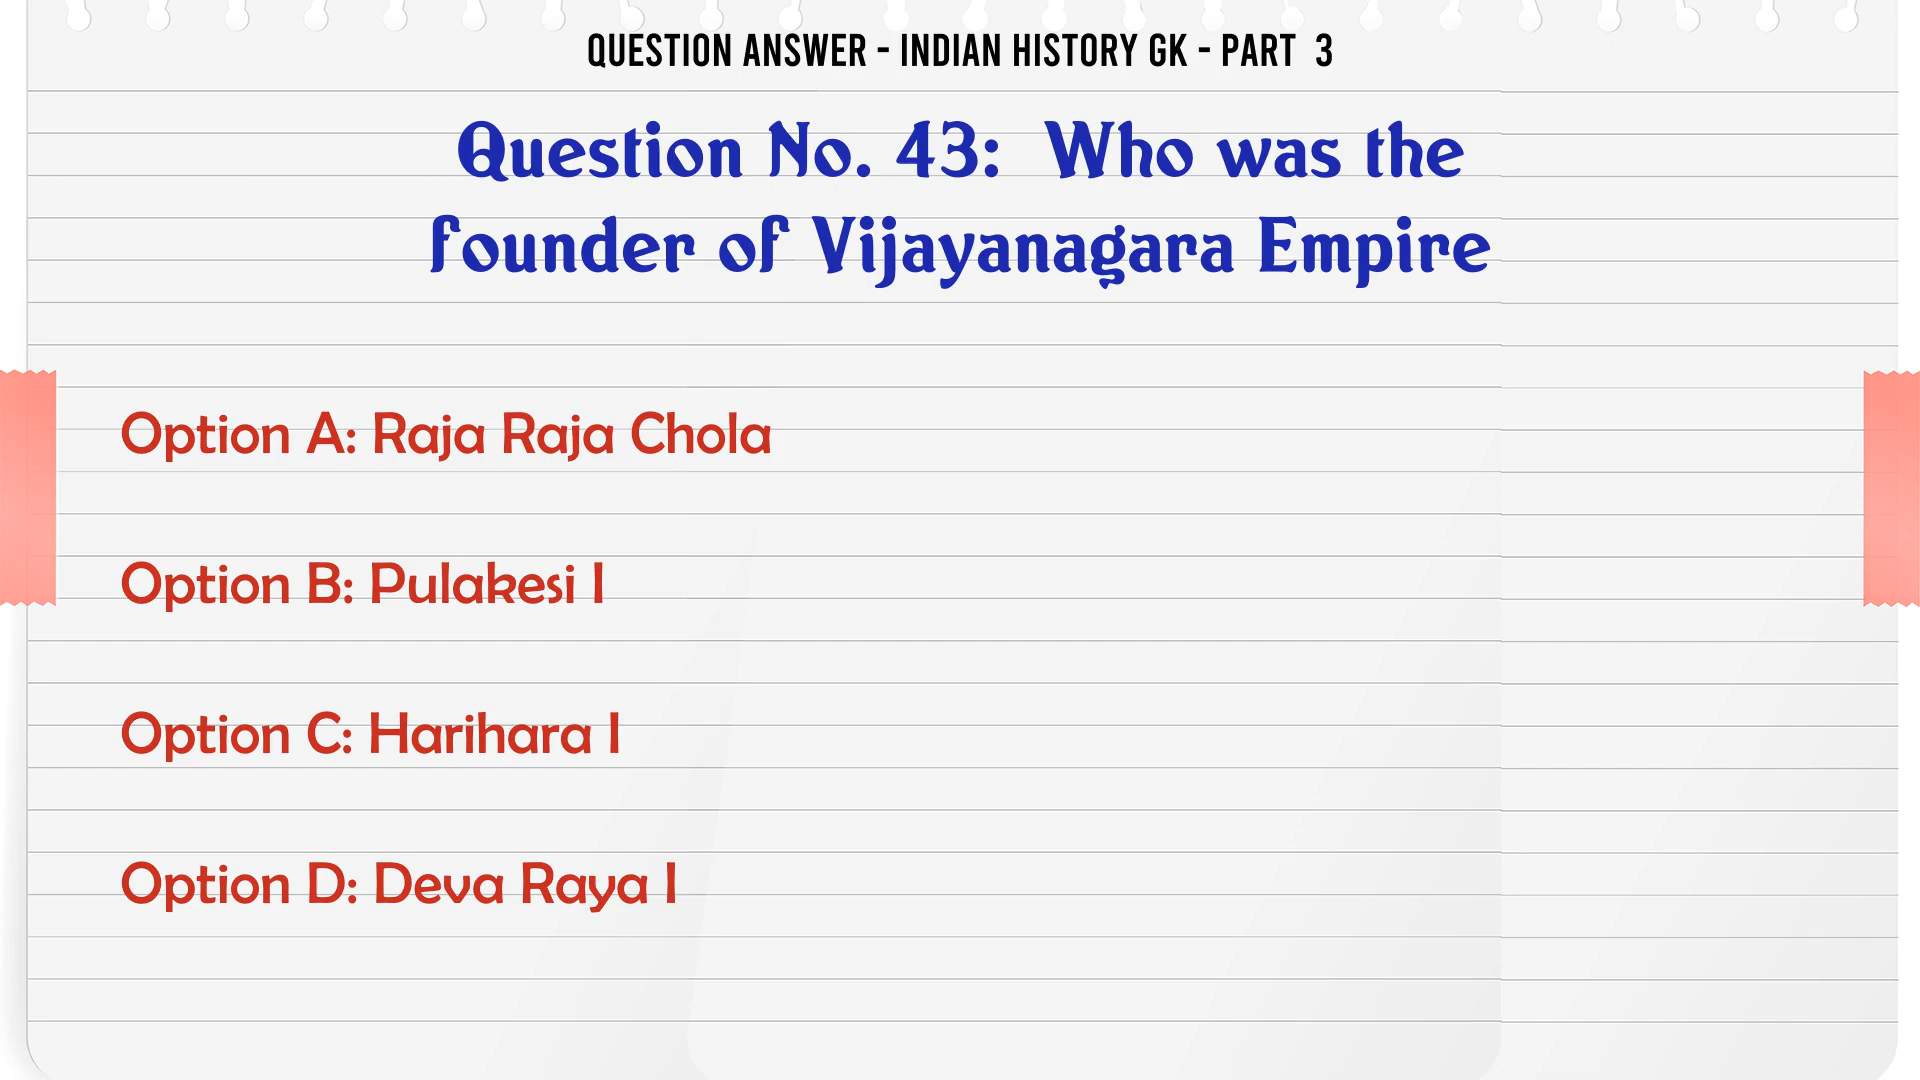 QUESTION ANSWER - INDIAN HISTORY GK - PART 3
Question No. 43: Who was the
founder of Vijayanagara Empire
Option A: Raja Raja Chola
Option B: Pulakesi I
Option C: Harihara I
Option D: Deva Raya I